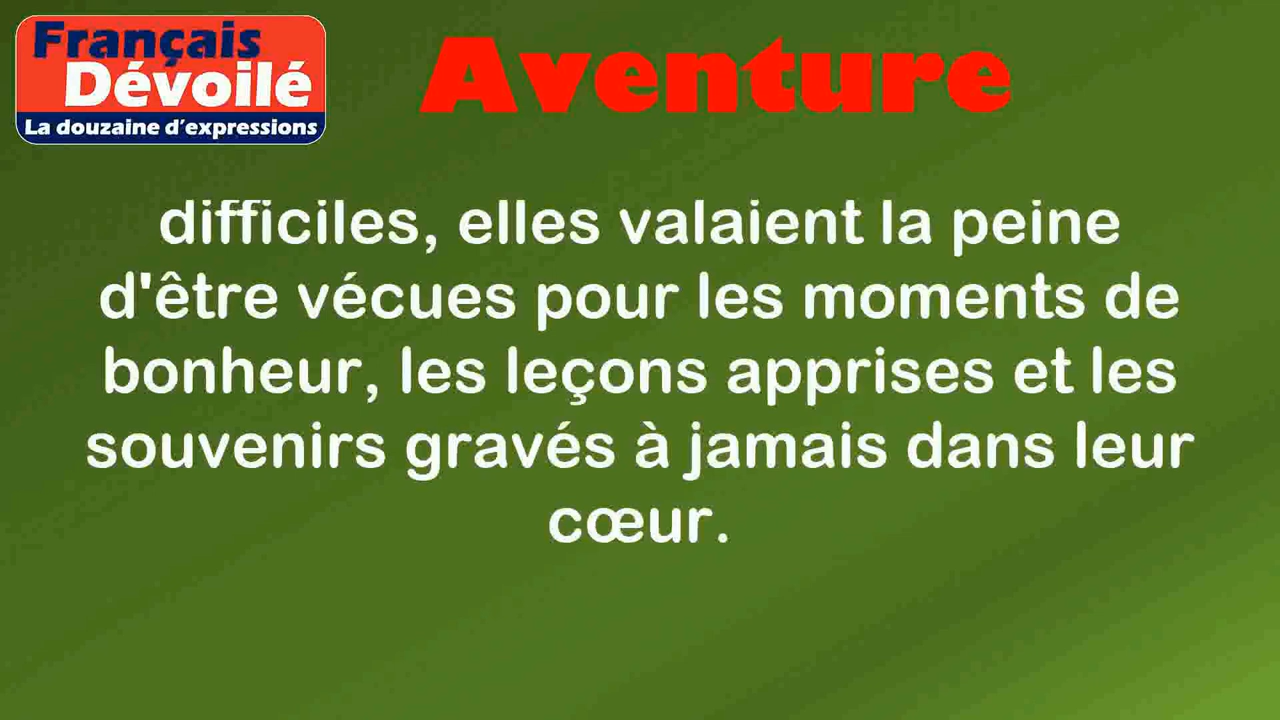 Français
Dévoilé
La douzaine d'expressions
Aventure
difficiles, elles valaient la peine
d'être vécues pour les moments de
bonheur, les leçons apprises et les
souvenirs gravés à jamais dans leur
cœur.